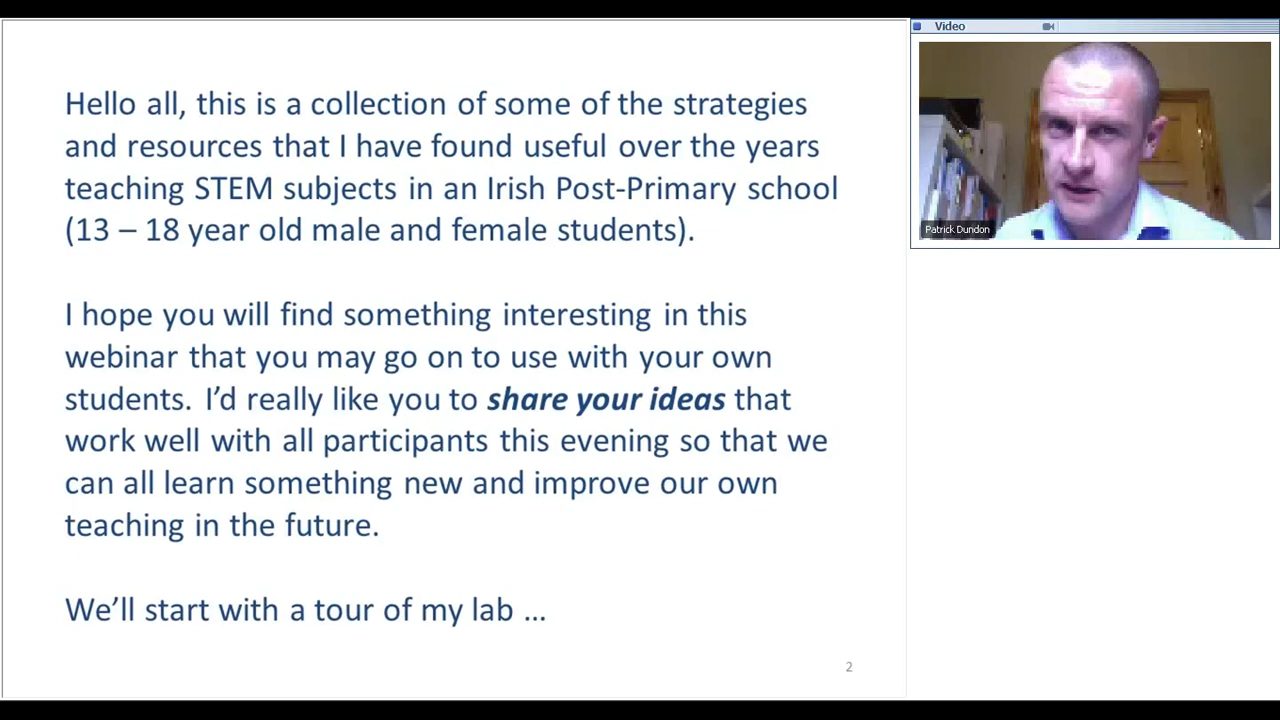 Hello all, this is a collection of some of the strategies
and resources that I have found useful over the years
teaching STEM subjects in an Irish Post-Primary school
(13 – 18 year old male and female students).
I hope you will find something interesting in this
webinar that you may go on to use with your own
students. I’d really like you to share your ideas that
work well with all participants this evening so that we
can all learn something new and improve our own
teaching in the future.
We’ll start with a tour of my lab ...
2
Video
Patrick Dundon